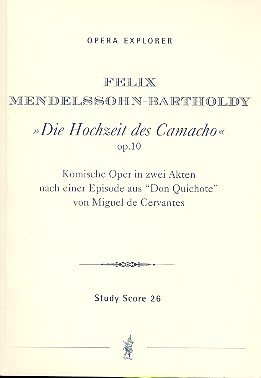 OPERA EXPLORER
FELIX
MENDELSSOHN-BARTHOLDY
»Die Hochzeit des Camacho«
op.10
Komische Oper in zwei Akten
nach einer Episode aus "Don Quichote"
von Miguel de Cervantes
Study Score 26